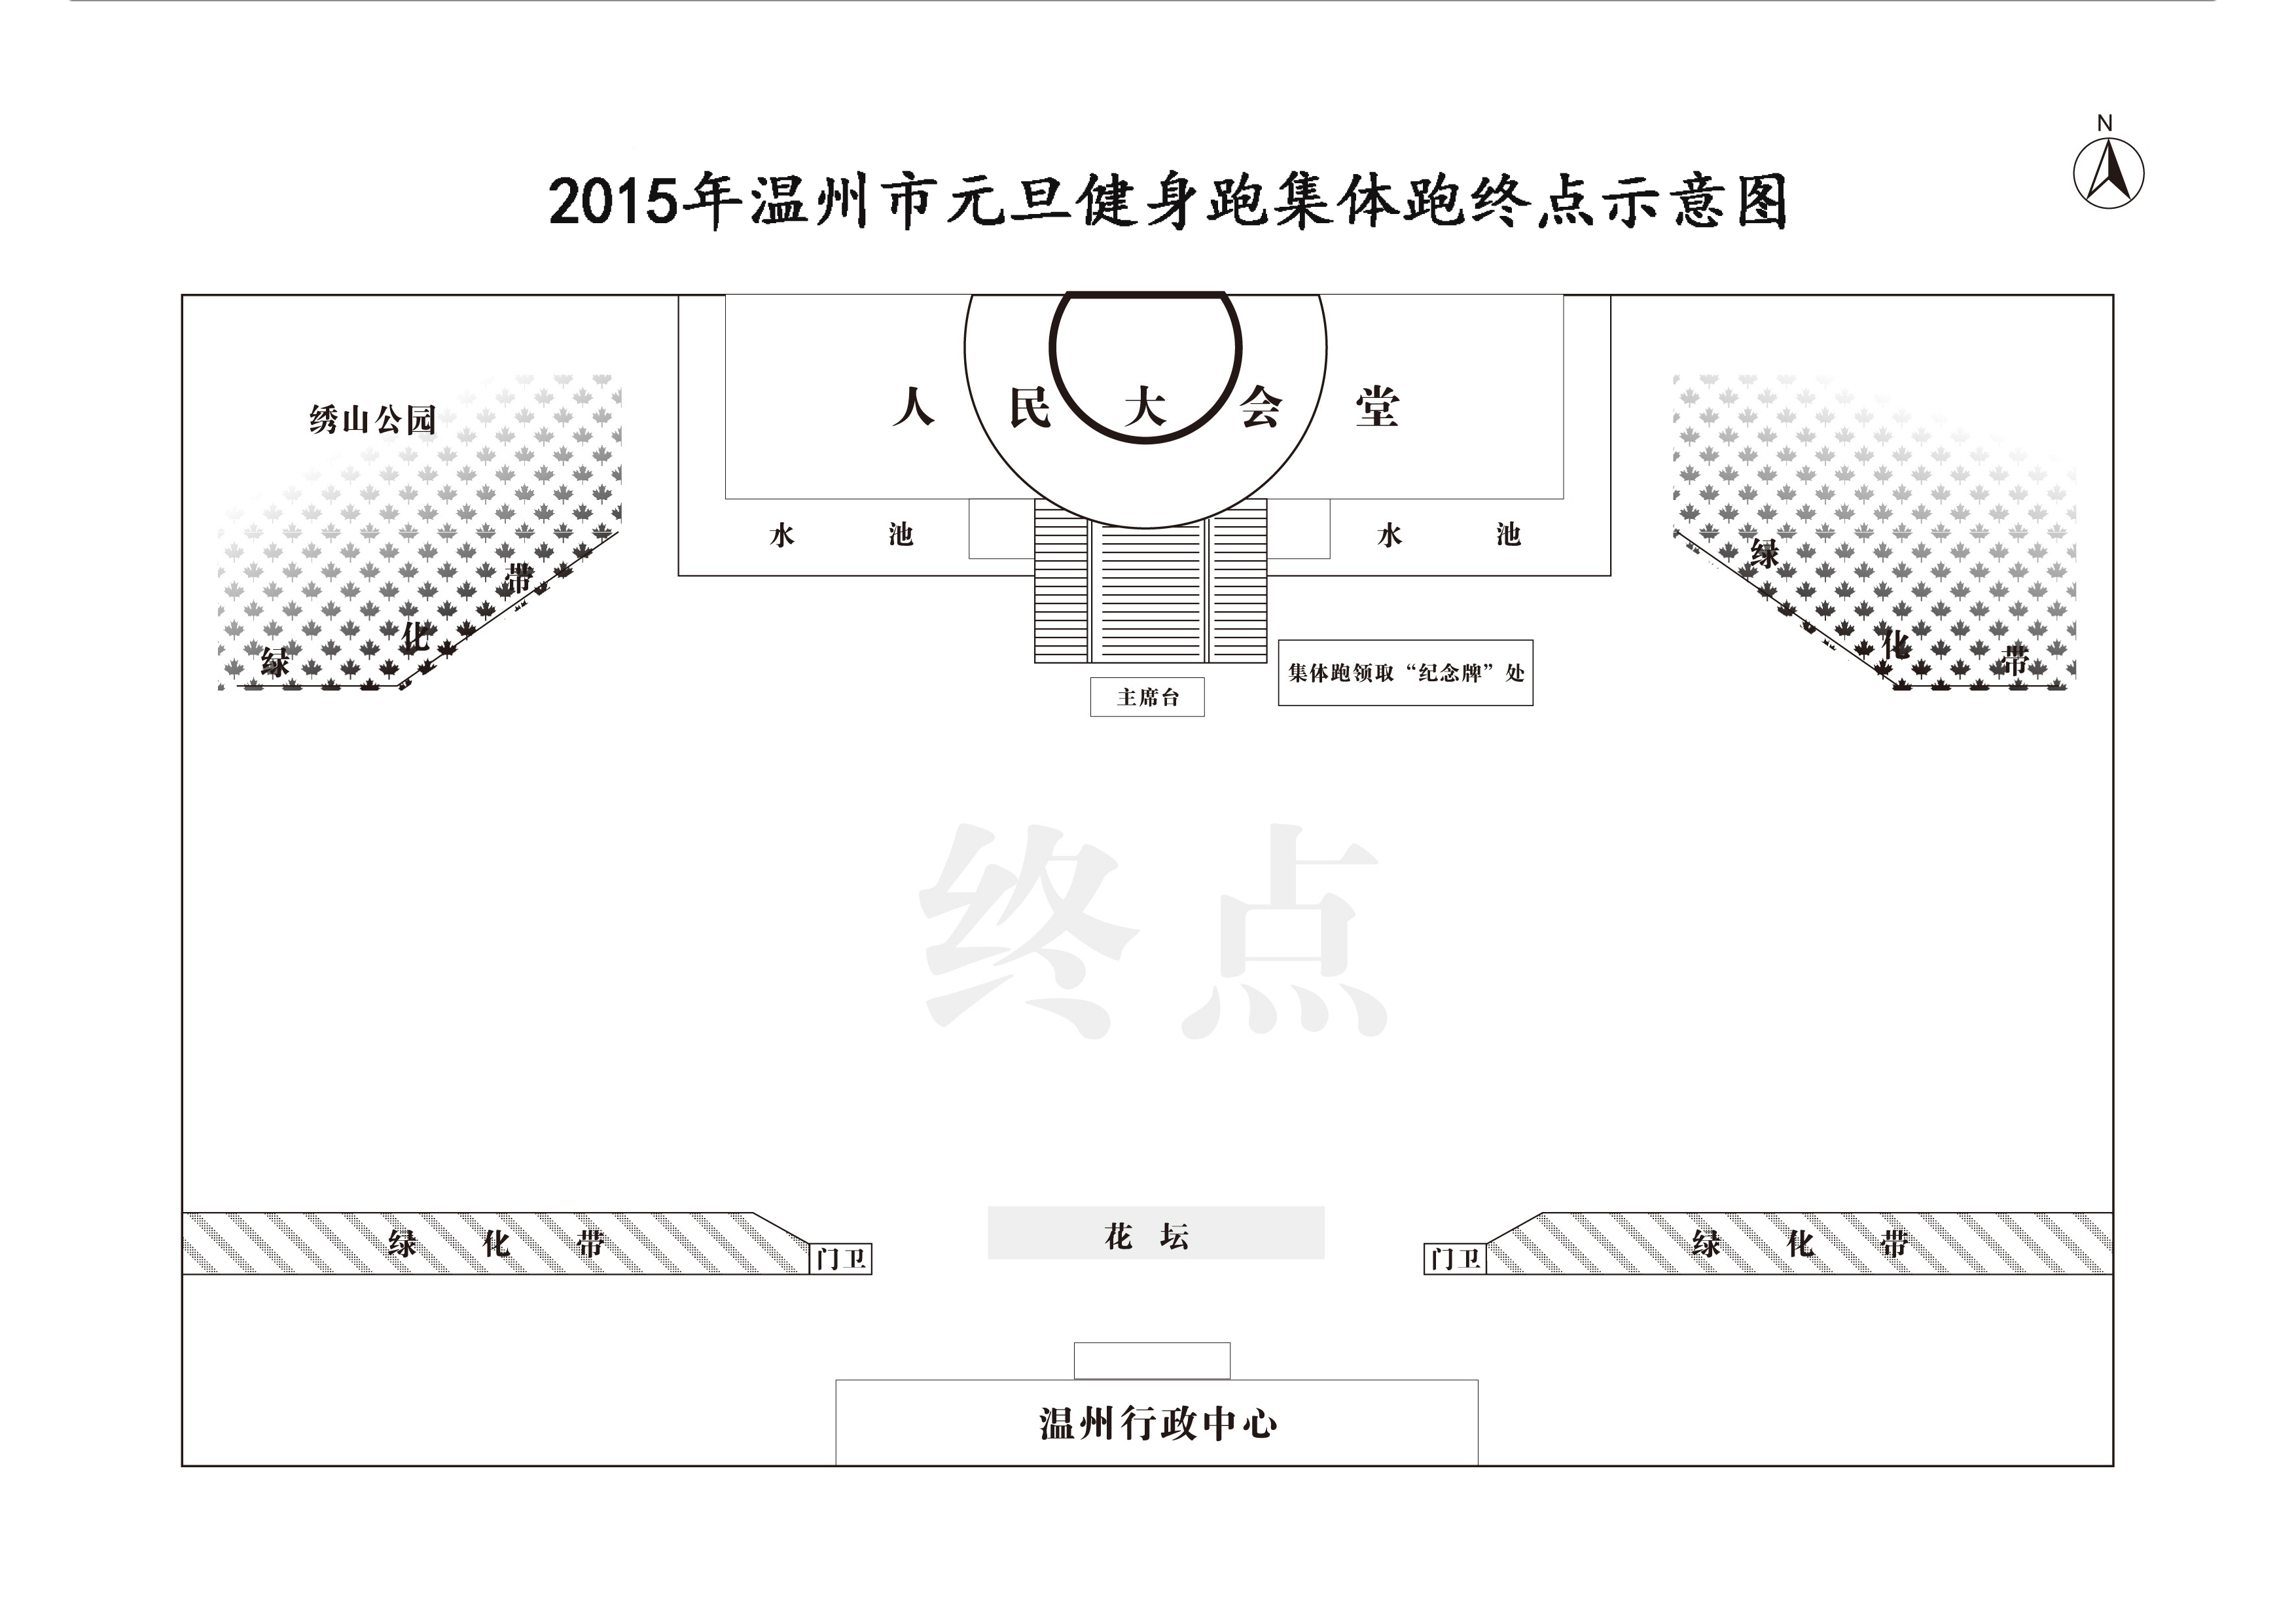 N
2015年温州市元旦健身跑集体跑终点示意图
人民大会堂
绣山公园
水池
水池
绿化带
绿化带
集体跑领取“纪念牌”处
主席台
终点
花坛
绿化带
门卫
门卫
绿化带
温州行政中心